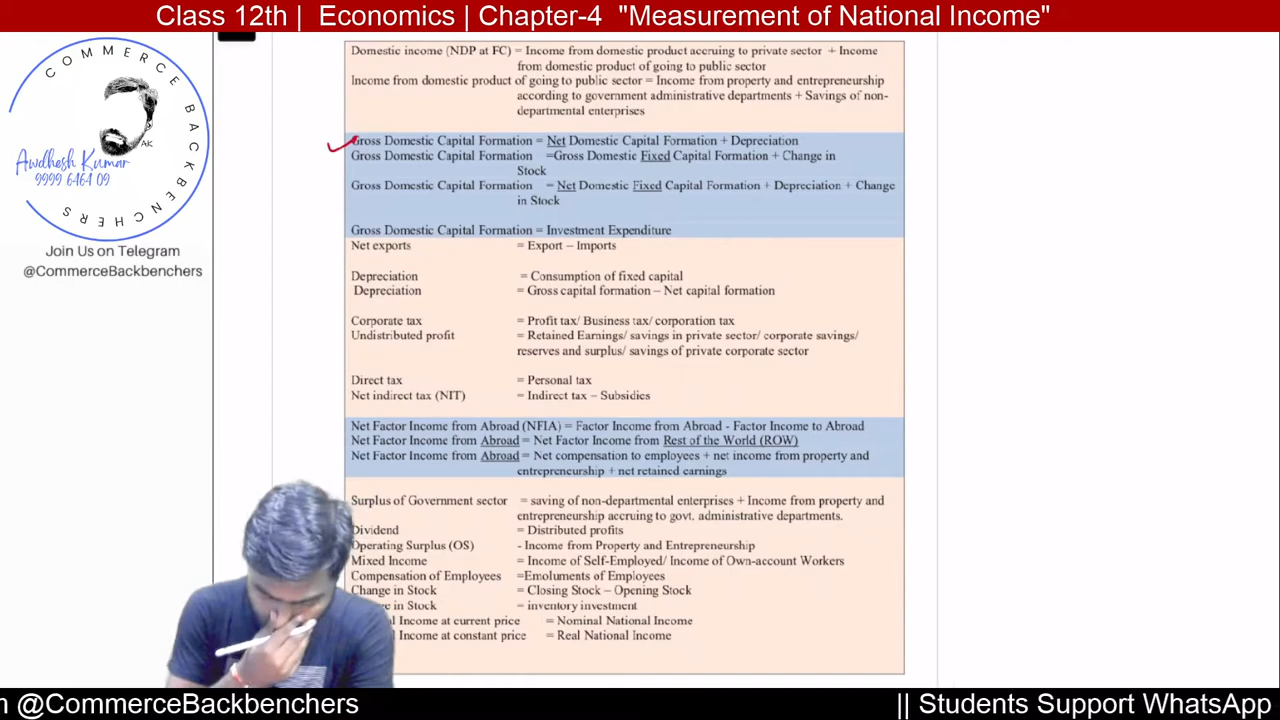 Class 12th | Economics | Chapter-4 "Measurement of National Income"
COMMERCE
BACKBENCHERS
AK
Awdhesh Kumar
9999 6464 09
Join Us on Telegram
@CommerceBackbenchers
Domestic income (NDP at FC) = Income from domestic product accruing to private sector + Income
from domestic product of going to public sector
Income from domestic product of going to public sector = Income from property and entrepreneurship
according to government administrative departments + Savings of non-
departmental enterprises
Gross Domestic Capital Formation = Net Domestic Capital Formation + Depreciation
Gross Domestic Capital Formation =Gross Domestic Fixed Capital Formation + Change in
Stock
Gross Domestic Capital Formation = Net Domestic Fixed Capital Formation + Depreciation + Change
in Stock
Gross Domestic Capital Formation = Investment Expenditure
Net exports = Export – Imports
Depreciation = Consumption of fixed capital
Depreciation = Gross capital formation – Net capital formation
Corporate tax = Profit tax/ Business tax/ corporation tax
Undistributed profit = Retained Earnings/ savings in private sector/ corporate savings/
reserves and surplus/ savings of private corporate sector
Direct tax = Personal tax
Net indirect tax (NIT) = Indirect tax – Subsidies
Net Factor Income from Abroad (NFIA) = Factor Income from Abroad - Factor Income to Abroad
Net Factor Income from Abroad = Net Factor Income from Rest of the World (ROW)
Net Factor Income from Abroad = Net compensation to employees + net income from property and
entrepreneurship + net retained earnings
Surplus of Government sector = saving of non-departmental enterprises + Income from property and
entrepreneurship accruing to govt. administrative departments.
Dividend = Distributed profits
Operating Surplus (OS) - Income from Property and Entrepreneurship
Mixed Income = Income of Self-Employed/ Income of Own-account Workers
Compensation of Employees =Emoluments of Employees
Change in Stock = Closing Stock – Opening Stock
in Stock = inventory investment
Income at current price = Nominal National Income
Income at constant price = Real National Income
@CommerceBackbenchers || Students Support WhatsApp